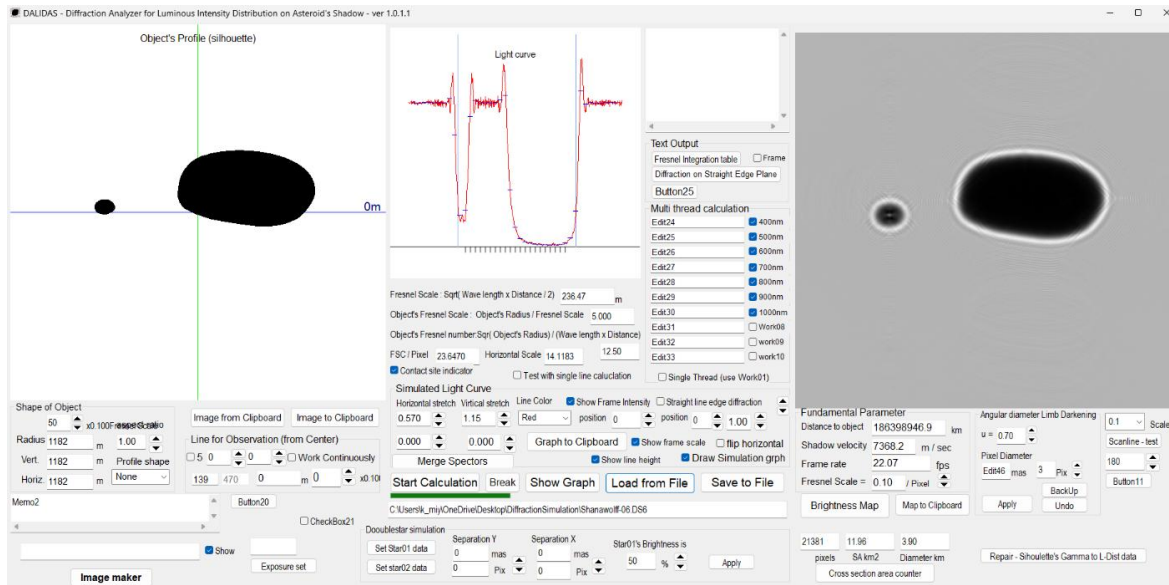 DALIDAS - Diffraction Analyzer for Luminous Intensity Distribution on Asteroid's Shadow - ver 1.0.1.1
Object's Profile (silhouette)
0m
Light curve
Text Output
Fresnel Integration table
Frame
Diffraction on Straight Edge Plane
Button25
Multi thread calculation
Edit24 400nm
Edit25 500nm
Edit26 600nm
Edit27 700nm
Edit28 800nm
Edit29 900nm
Edit30 1000nm
Edit31 Work08
Edit32 work09
Edit33 work10
Single Thread (use Work01)
Fresnel Scale : Sqrt( Wave length x Distance / 2) 236.47 m
Object's Fresnel Scale : Object's Radius / Fresnel Scale 5.000
Object's Fresnel number:Sqr( Object's Radius) / (Wave length x Distance)
FSC / Pixel 23.6470 Horizontal Scale 14.1183 12.50
Contact site indicator
Test with single line caluclation
Simulated Light Curve
Horizontal stretch Virtical stretch Line Color Show Frame Intensity Straight line edge diffraction
0.570 1.15 Red position 0 position 0 1.00
0.000 0.000 Graph to Clipboard Show frame scale flip horizontal
Merge Spectors Show line height Draw Simulation grph
Start Calculation Break Show Graph Load from File Save to File
C:\Users\k_miy\OneDrive\Desktop\DiffractionSimulation\Shanawolff-06.DS6
Shape of Object
50 x0.100
Radius 1182 m 1.00
Vert. 1182 m Profile shape
Horiz. 1182 m None
Image from Clipboard Image to Clipboard
Line for Observation (from Center)
5 0 0 Work Continuously
139 470 0 m 0 x0.10
Memo2
Button20
CheckBox21
Show
Exposure set
Image maker
Dooublestar simulation
Set Star01 data
Set star02 data
Separation Y
0 mas
0 Pix
Separation X
0 mas
0 Pix
Star01's Brightness is
50 %
Apply
Fundamental Parameter
Distance to object 186398946.9 km
Shadow velocity 7368.2 m / sec
Frame rate 22.07 fps
Fresnel Scale = 0.10 / Pixel
Brightness Map Map to Clipboard
Angular diameter Limb Darkening
u = 0.70
Pixel Diameter
Edit46 mas 3 Pix
BackUp
Apply Undo
0.1 Scale
Scanline - test
180
Button11
21381 11.96 3.90
pixels SA km2 Diameter km
Cross section area counter
Repair - Sihoulette's Gamma to L-Dist data